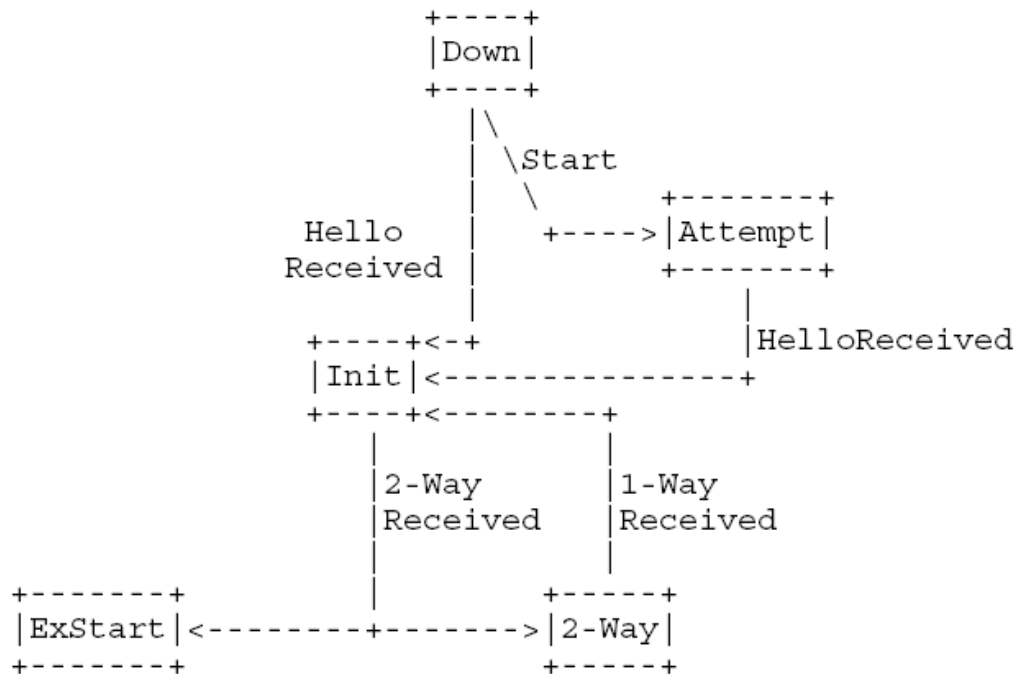 Down
Start
Hello
Received
Attempt
HelloReceived
Init
2-Way
Received
1-Way
Received
ExStart
2-Way